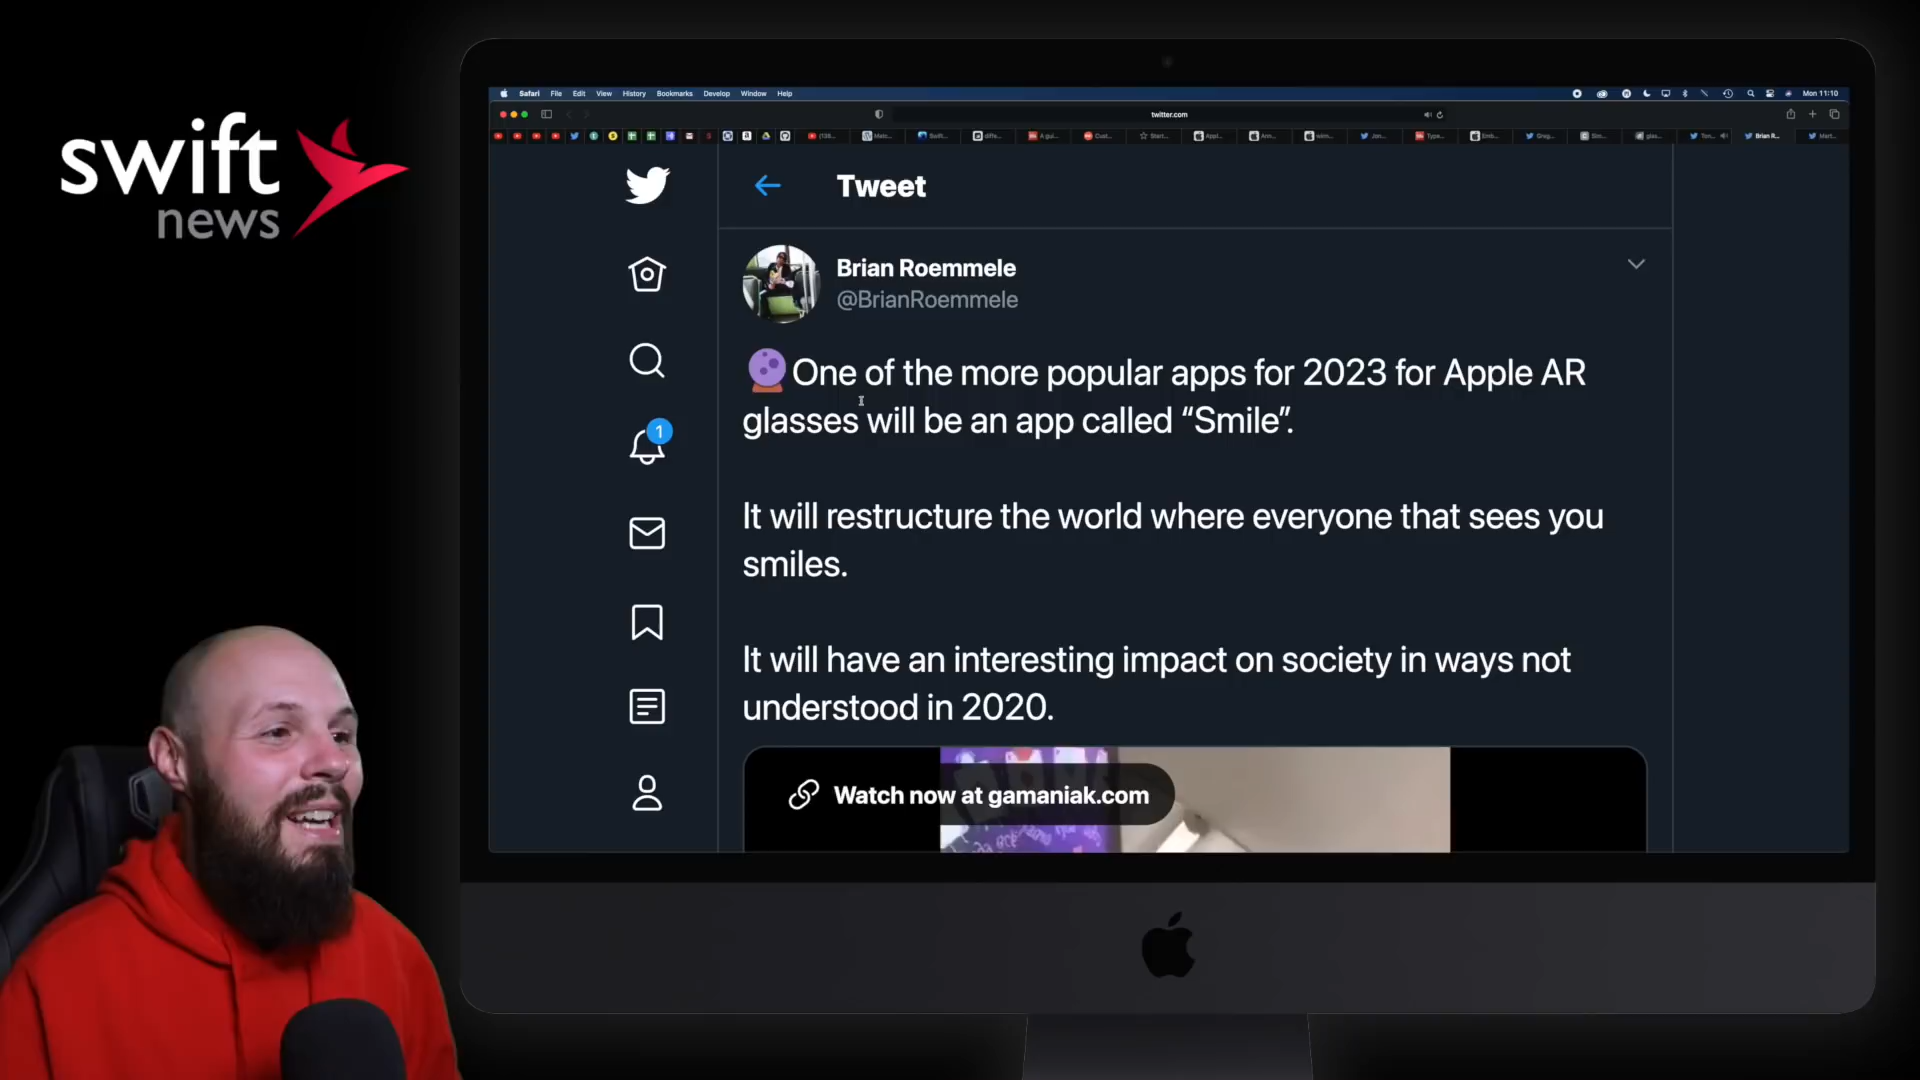 swift
news
Safari File Edit View History Bookmarks Develop Window Help
Mon 11:10
twitter.com
Tweet
Brian Roemmele
@BrianRoemmele
🔮One of the more popular apps for 2023 for Apple AR
glasses will be an app called “Smile”.
It will restructure the world where everyone that sees you
smiles.
It will have an interesting impact on society in ways not
understood in 2020.
1
Watch now at gamaniak.com